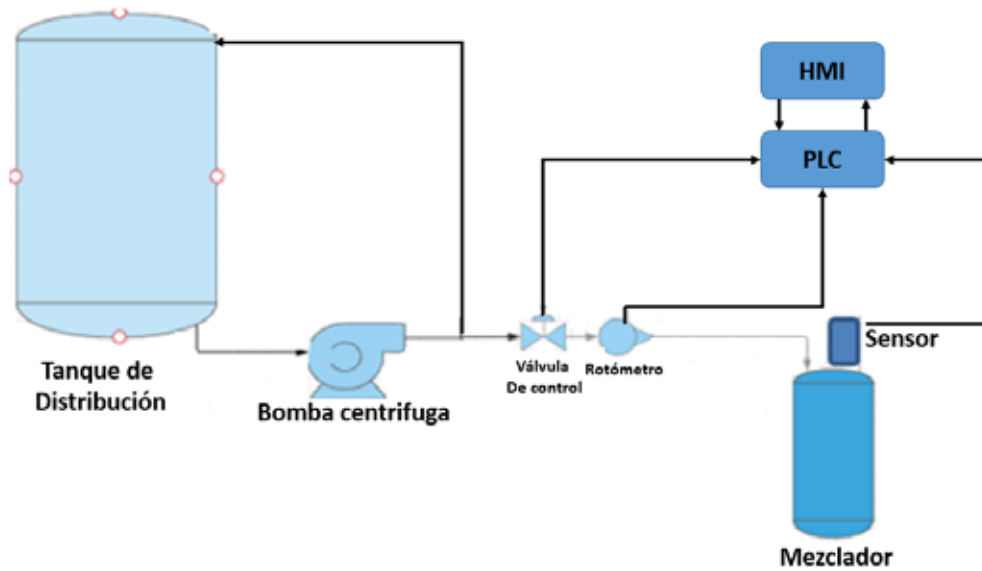 HMI
PLC
Sensor
Válvula
De control
Rotómetro
Tanque de
Distribución
Bomba centrifuga
Mezclador